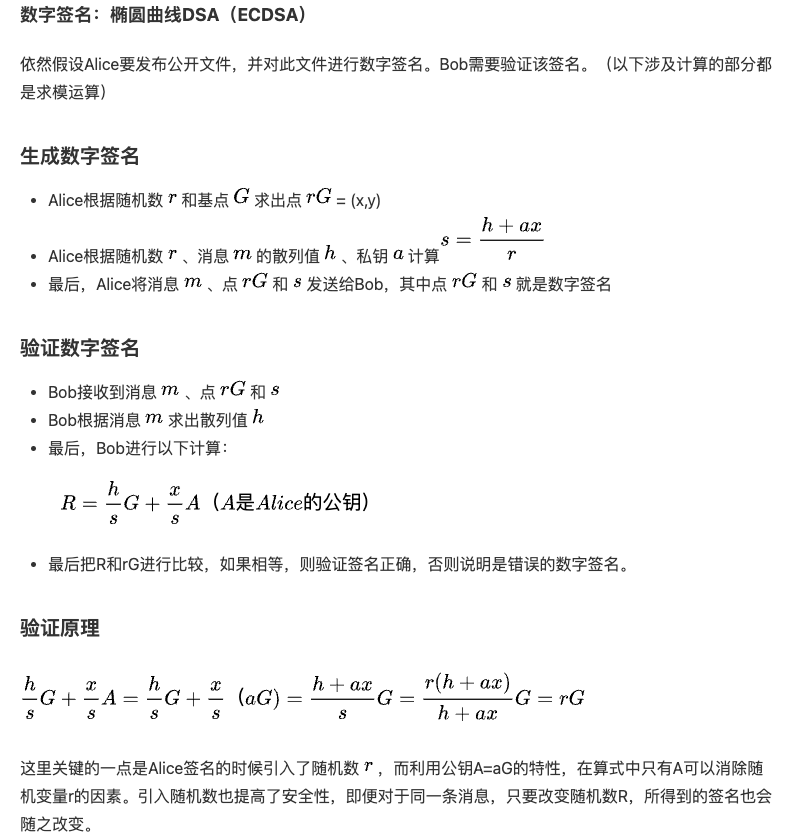 数字签名：椭圆曲线DSA（ECDSA）
依然假设Alice要发布公开文件，并对此文件进行数字签名。Bob需要验证该签名。（以下涉及计算的部分都
是求模运算）
生成数字签名
• Alice根据随机数 r 和基点 G 求出点 rG = (x,y)
• Alice根据随机数 r 、消息 m 的散列值 h 、私钥 a 计算 s = \frac{h + ax}{r}
• 最后，Alice将消息 m 、点 rG 和 s 发送给Bob，其中点 rG 和 s 就是数字签名
验证数字签名
• Bob接收到消息 m 、点 rG 和 s
• Bob根据消息 m 求出散列值 h
• 最后，Bob进行以下计算：
R = \frac{h}{s}G + \frac{x}{s}A（A是Alice的公钥）
• 最后把R和rG进行比较，如果相等，则验证签名正确，否则说明是错误的数字签名。
验证原理
\frac{h}{s}G + \frac{x}{s}A = \frac{h}{s}G + \frac{x}{s}（aG) = \frac{h + ax}{s}G = \frac{r(h + ax)}{h + ax}G = rG
这里关键的一点是Alice签名的时候引入了随机数 r ，而利用公钥A=aG的特性，在算式中只有A可以消除随
机变量r的因素。引入随机数也提高了安全性，即便对于同一条消息，只要改变随机数R，所得到的签名也会
随之改变。